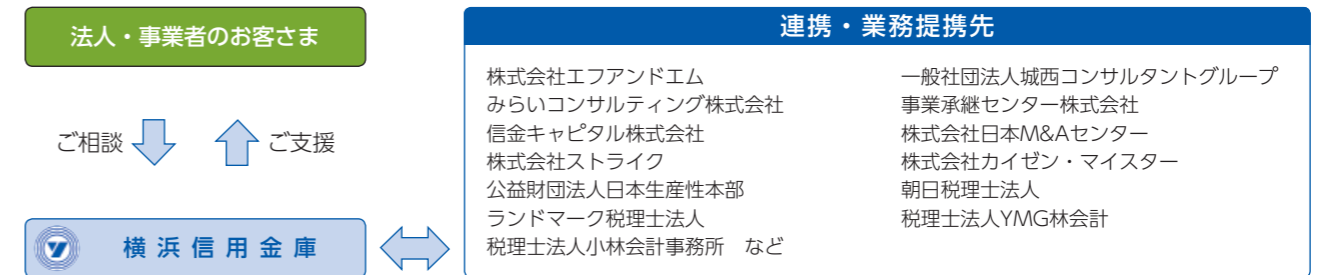 法人・事業者のお客さま
ご相談
ご支援
横浜信用金庫
連携・業務提携先
株式会社エフアンドエム
みらいコンサルティング株式会社
信金キャピタル株式会社
株式会社ストライク
公益財団法人日本生産性本部
ランドマーク税理士法人
税理士法人小林会計事務所　など
一般社団法人城西コンサルタントグループ
事業承継センター株式会社
株式会社日本M&Aセンター
株式会社カイゼン・マイスター
朝日税理士法人
税理士法人YMG林会計